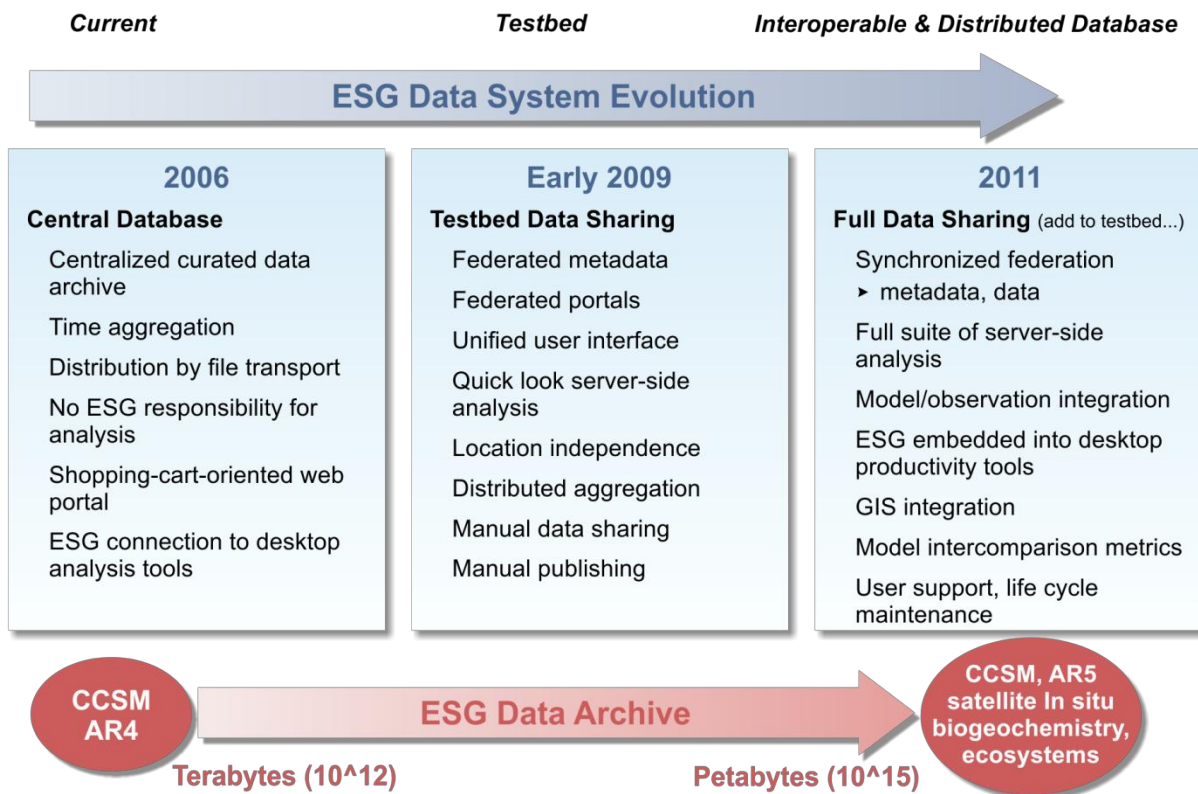 Current
Testbed
Interoperable & Distributed Database
ESG Data System Evolution
2006
Central Database
Centralized curated data
archive
Time aggregation
Distribution by file transport
No ESG responsibility for
analysis
Shopping-cart-oriented web
portal
ESG connection to desktop
analysis tools
Early 2009
Testbed Data Sharing
Federated metadata
Federated portals
Unified user interface
Quick look server-side
analysis
Location independence
Distributed aggregation
Manual data sharing
Manual publishing
2011
Full Data Sharing (add to testbed...)
Synchronized federation
➤ metadata, data
Full suite of server-side
analysis
Model/observation integration
ESG embedded into desktop
productivity tools
GIS integration
Model intercomparison metrics
User support, life cycle
maintenance
CCSM
AR4
ESG Data Archive
Terabytes (10^12)
Petabytes (10^15)
CCSM, AR5
satellite In situ
biogeochemistry,
ecosystems